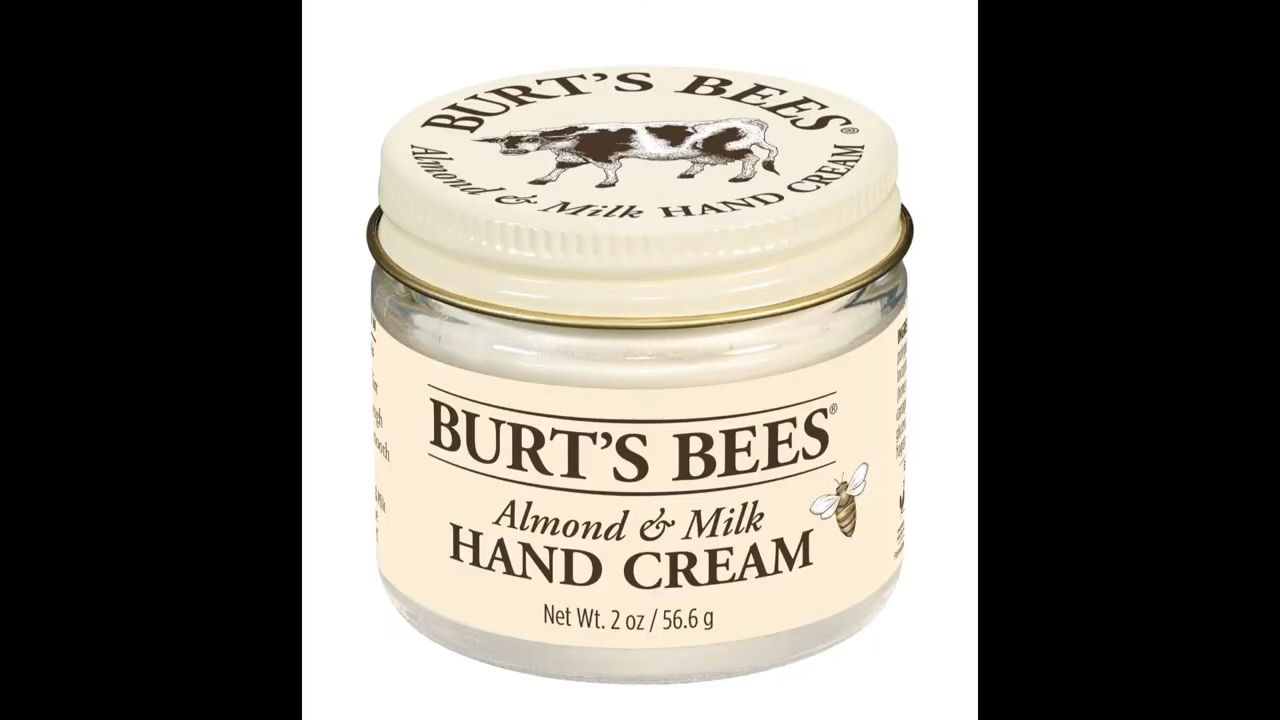 BURT'S BEES®
Almond & Milk HAND CREAM
BURT'S BEES®
Almond & Milk
HAND CREAM
Net Wt. 2 oz / 56.6 g